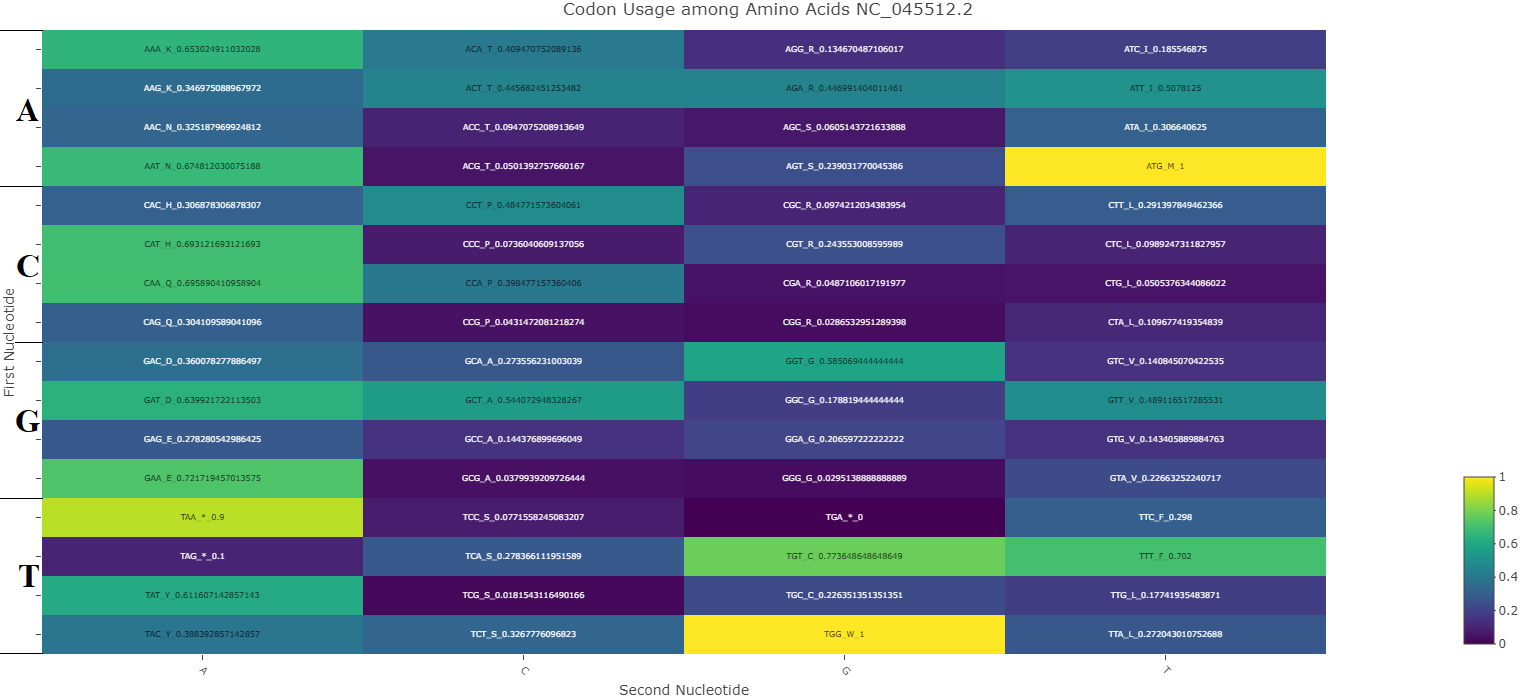 Codon Usage among Amino Acids NC_045512.2
First Nucleotide
A
AAA_K_0.653024911032028 ACA_T_0.409470752089136 AGG_R_0.134670487106017 ATC_I_0.185546875
AAG_K_0.346975088967972 ACT_T_0.445682451253482 AGA_R_0.446991404011461 ATT_I_0.5078125
AAC_N_0.325187969924812 ACC_T_0.0947075208913649 AGC_S_0.0605143721633888 ATA_I_0.306640625
AAT_N_0.674812030075188 ACG_T_0.0501392757660167 AGT_S_0.239031770045386 ATG_M_1
C
CAC_H_0.306878306878307 CCT_P_0.484771573604061 CGC_R_0.0974212034383954 CTT_L_0.291397849462366
CAT_H_0.693121693121693 CCC_P_0.0736040609137056 CGT_R_0.243553008595989 CTC_L_0.0989247311827957
CAA_Q_0.695890410958904 CCA_P_0.398477157360406 CGA_R_0.0487106017191977 CTG_L_0.0505376344086022
CAG_Q_0.304109589041096 CCG_P_0.0431472081218274 CGG_R_0.0286532951289398 CTA_L_0.109677419354839
G
GAC_D_0.360078277886497 GCA_A_0.273556231003039 GGT_G_0.585069444444444 GTC_V_0.140845070422535
GAT_D_0.639921722113503 GCT_A_0.544072948328267 GGC_G_0.178819444444444 GTT_V_0.489116517285531
GAG_E_0.278280542986425 GCC_A_0.144376899696049 GGA_G_0.206597222222222 GTG_V_0.143405889884763
GAA_E_0.721719457013575 GCG_A_0.0379939209726444 GGG_G_0.0295138888888889 GTA_V_0.22663252240717
T
TAA_*_0.9 TCC_S_0.0771558245083207 TGA_*_0 TTC_F_0.298
TAG_*_0.1 TCA_S_0.278366111951589 TGT_C_0.773648648648649 TTT_F_0.702
TAT_Y_0.611607142857143 TCG_S_0.0181543116490166 TGC_C_0.226351351351351 TTG_L_0.17741935483871
TAC_Y_0.388392857142857 TCT_S_0.3267776096823 TGG_W_1 TTA_L_0.272043010752688
A C G T
Second Nucleotide
1
0.8
0.6
0.4
0.2
0